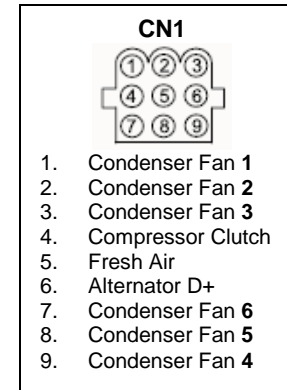 CN1
1 2 3
4 5 6
7 8 9
1. Condenser Fan 1
2. Condenser Fan 2
3. Condenser Fan 3
4. Compressor Clutch
5. Fresh Air
6. Alternator D+
7. Condenser Fan 6
8. Condenser Fan 5
9. Condenser Fan 4